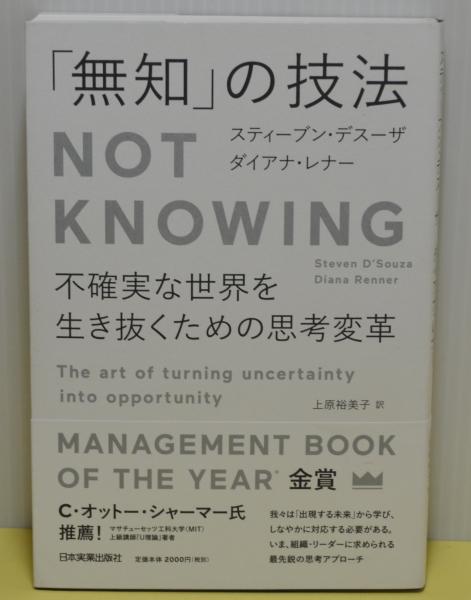 「無知」の技法
スティーブン・デスーザ
ダイアナ・レナー
NOT
KNOWING
Steven D'Souza
Diana Renner
不確実な世界を
生き抜くための思考変革
The art of turning uncertainty
into opportunity
上原裕美子 訳
MANAGEMENT BOOK
OF THE YEAR® 金賞
C・オットー・シャーマー氏
推薦! マサチューセッツ工科大学(MIT)
上級講師『U理論』著者
我々は「出現する未来」から学び、
しなやかに対応する必要がある。
いま、組織・リーダーに求められる
最先鋭の思考アプローチ
日本実業出版社
定価本体 2000円(税別)